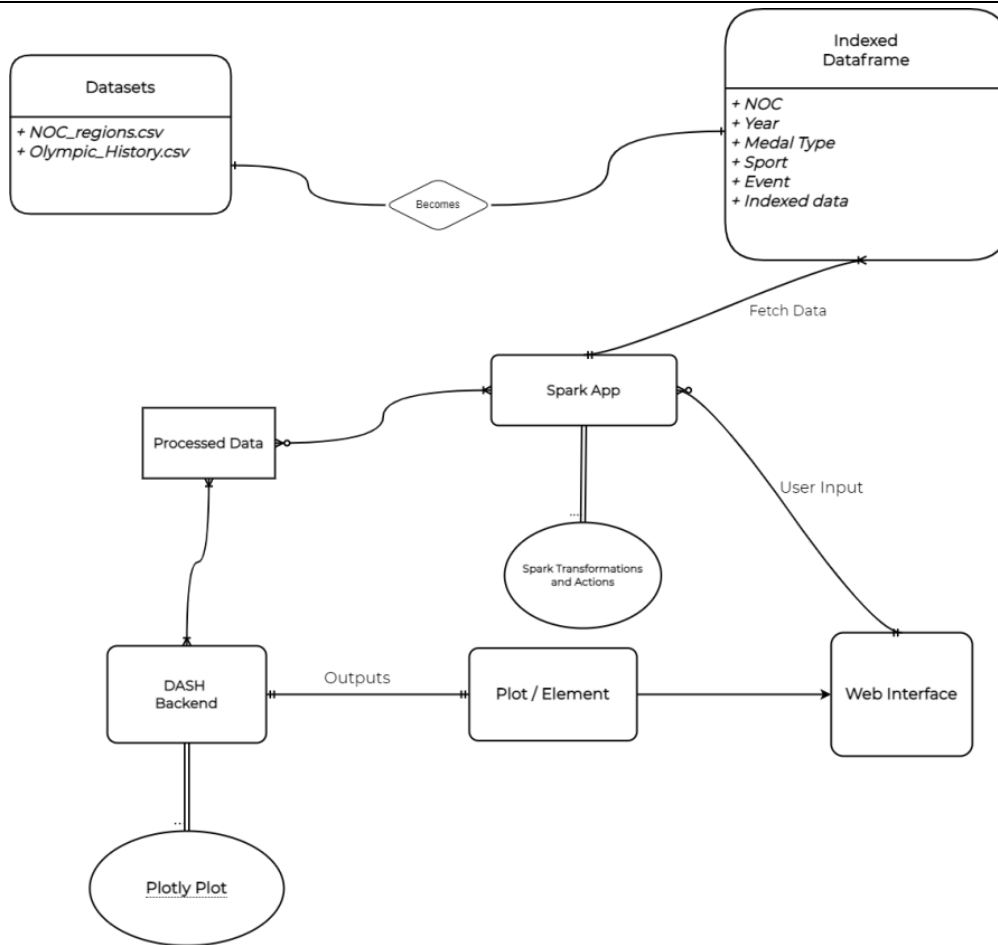 Datasets
+ NOC_regions.csv
+ Olympic_History.csv
Indexed
Dataframe
+ NOC
+ Year
+ Medal Type
+ Sport
+ Event
+ Indexed data
Becomes
Fetch Data
Spark App
Processed Data
User Input
...
Spark Transformations
and Actions
DASH
Backend
Outputs
Plot / Element
Web Interface
...
Plotly Plot